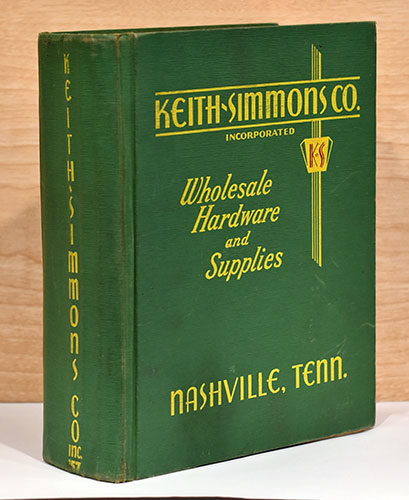 KEITH-SIMMONS CO.
INCORPORATED
K-S
Wholesale
Hardware
and
Supplies
NASHVILLE, TENN.
KEITH-SIMMONS CO
INC.